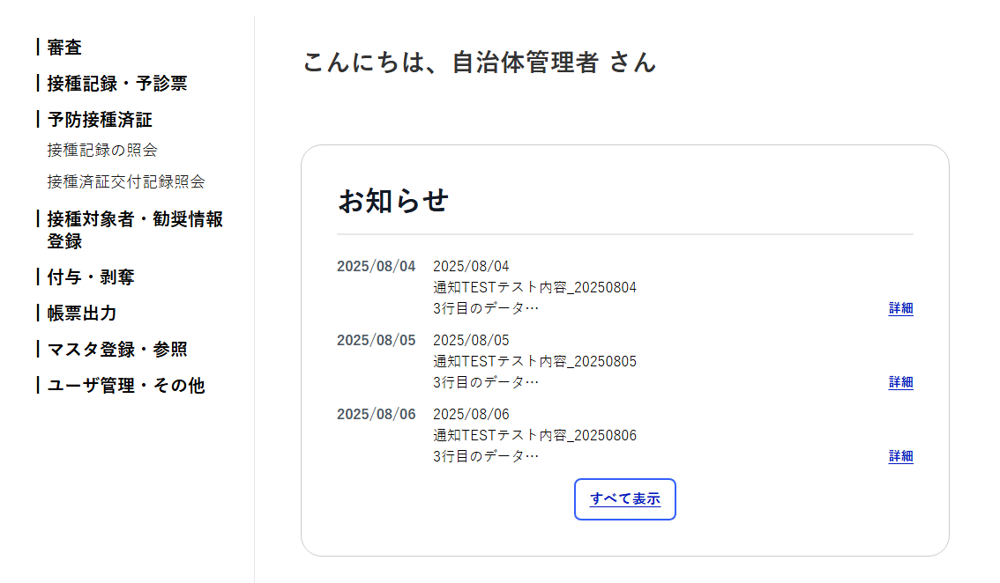 審査
接種記録・予診票
予防接種済証
接種記録の照会
接種済証交付記録照会
接種対象者・勧奨情報
登録
付与・剥奪
帳票出力
マスタ登録・参照
ユーザ管理・その他
こんにちは、自治体管理者 さん
お知らせ
2025/08/04 2025/08/04
通知TESTテスト内容_20250804
3行目のデータ… 詳細
2025/08/05 2025/08/05
通知TESTテスト内容_20250805
3行目のデータ… 詳細
2025/08/06 2025/08/06
通知TESTテスト内容_20250806
3行目のデータ… 詳細
すべて表示